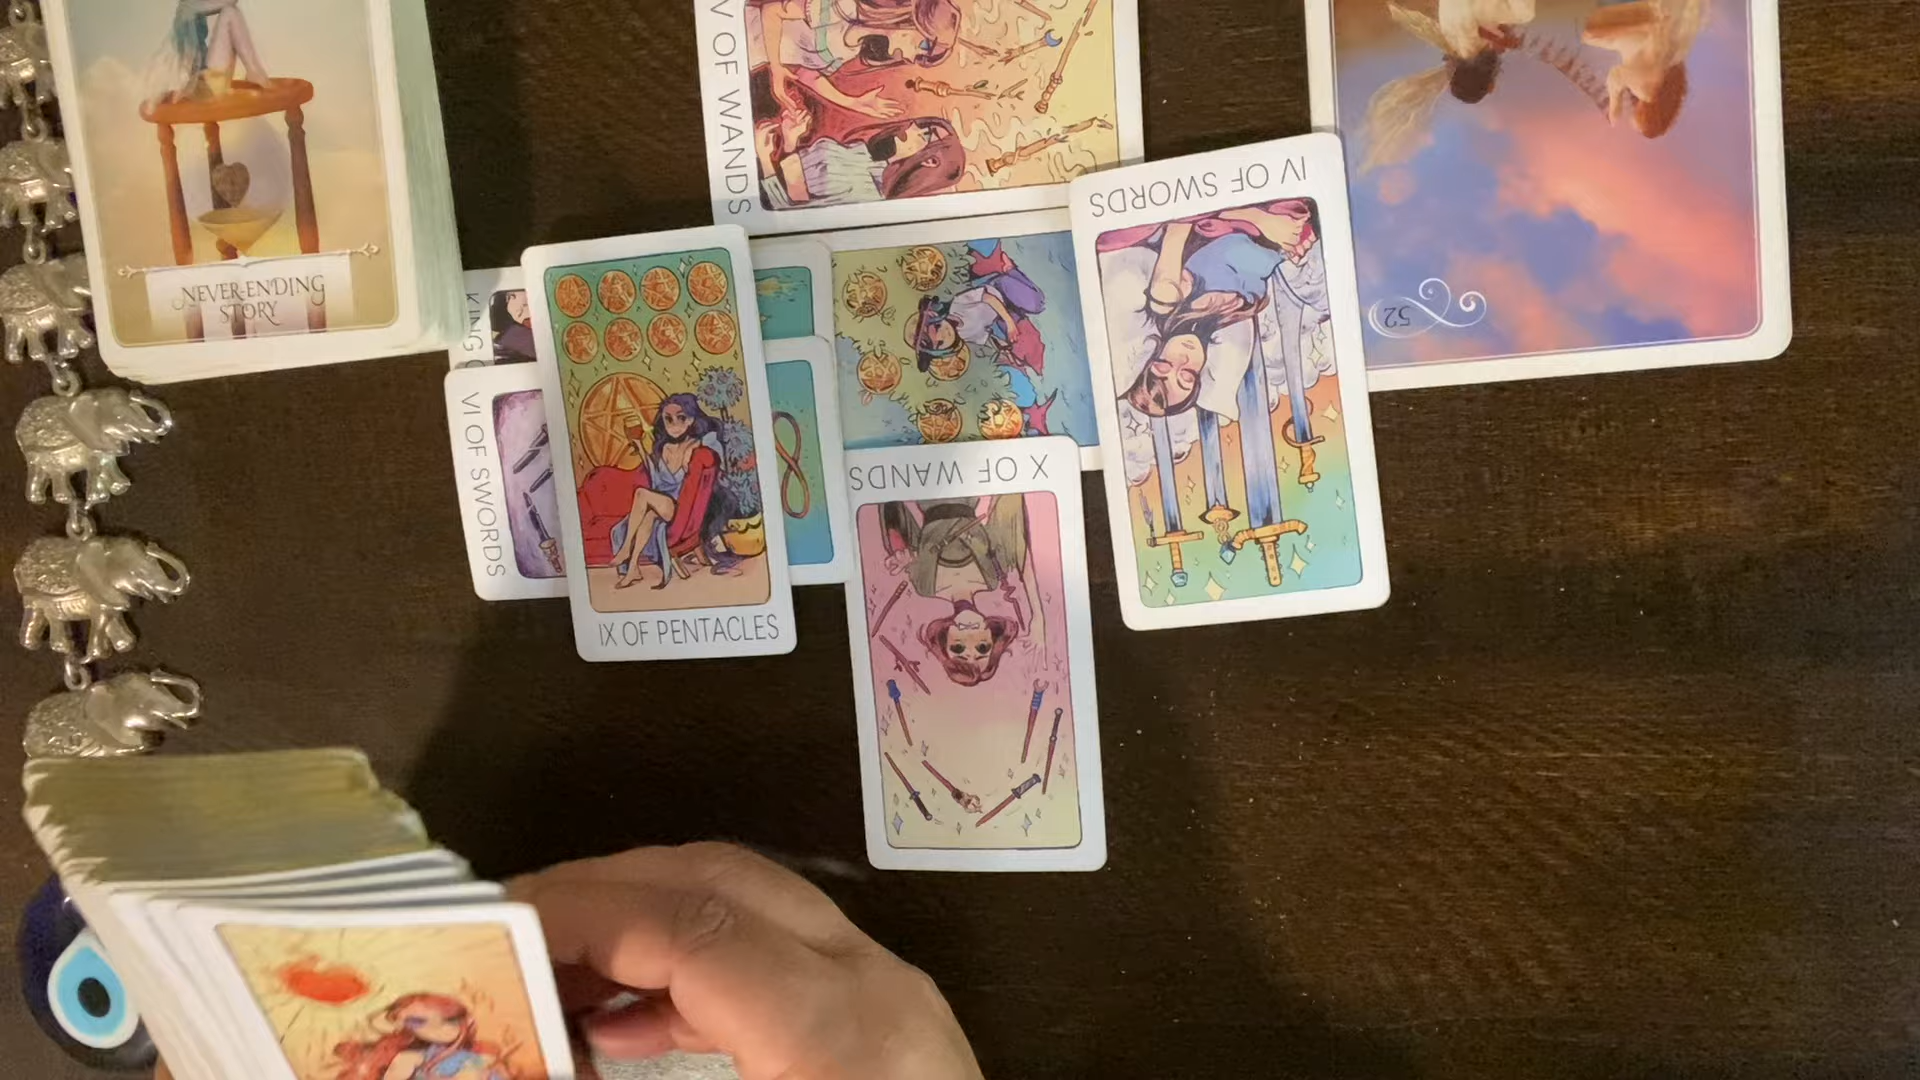 NEVER-ENDING
STORY
V OF WANDS
IV OF SWORDS
52
KING
VI OF SWORDS
X OF WANDS
IX OF PENTACLES